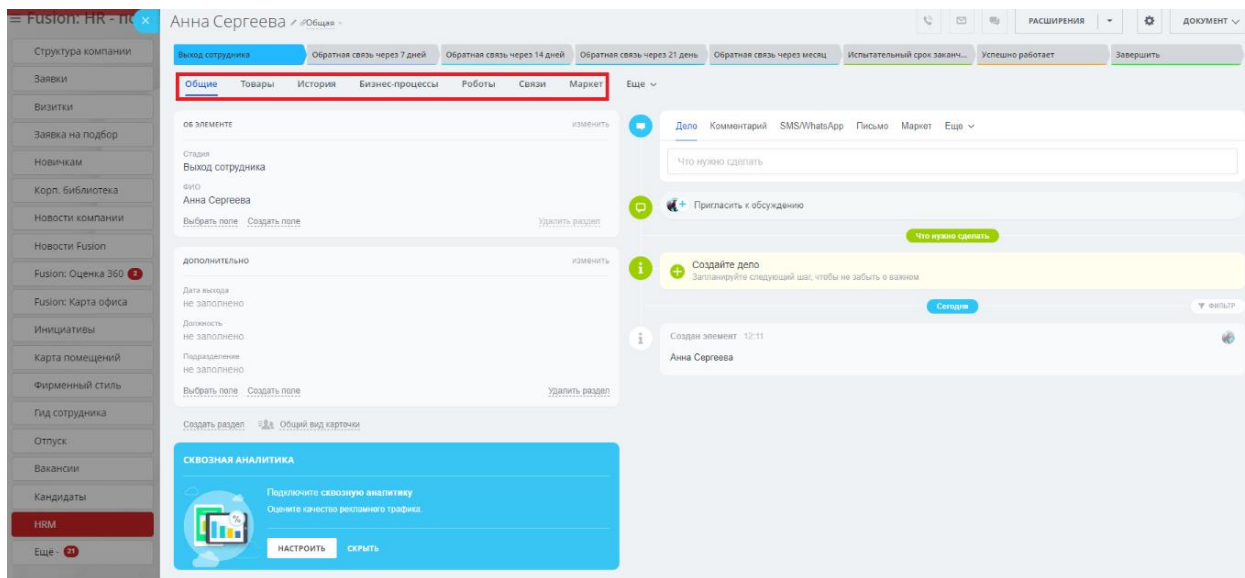 Fusion: HR - по
×
Анна Сергеева Общая
РАСШИРЕНИЯ
ДОКУМЕНТ
Структура компании
Заявки
Визитки
Заявка на подбор
Новичкам
Корп. библиотека
Новости компании
Новости Fusion
Fusion: Оценка 360 2
Fusion: Карта офиса
Инициативы
Карта помещений
Фирменный стиль
Гид сотрудника
Отпуск
Вакансии
Кандидаты
HRM
Ещё - 21
Выход сотрудника Обратная связь через 7 дней Обратная связь через 14 дней Обратная связь через 21 день Обратная связь через месяц Испытательный срок заканч... Успешно работает Завершить
Общие Товары История Бизнес-процессы Роботы Связи Маркет Еще
ОБ ЭЛЕМЕНТЕ изменить
Стадия
Выход сотрудника
ФИО
Анна Сергеева
Выбрать поле Создать поле Удалить раздел
ДОПОЛНИТЕЛЬНО изменить
Дата выхода
не заполнено
Должность
не заполнено
Подразделение
не заполнено
Выбрать поле Создать поле Удалить раздел
Создать раздел Общий вид карточки
СКВОЗНАЯ АНАЛИТИКА
Подключите сквозную аналитику
Оцените качество рекламного трафика.
%
НАСТРОИТЬ СКРЫТЬ
Дело Комментарий SMS/WhatsApp Письмо Маркет Еще
Что нужно сделать
Пригласить к обсуждению
Что нужно сделать
Создайте дело
Запланируйте следующий шаг, чтобы не забыть о важном
Сегодня
ФИЛЬТР
Создан элемент 12:11
Анна Сергеева